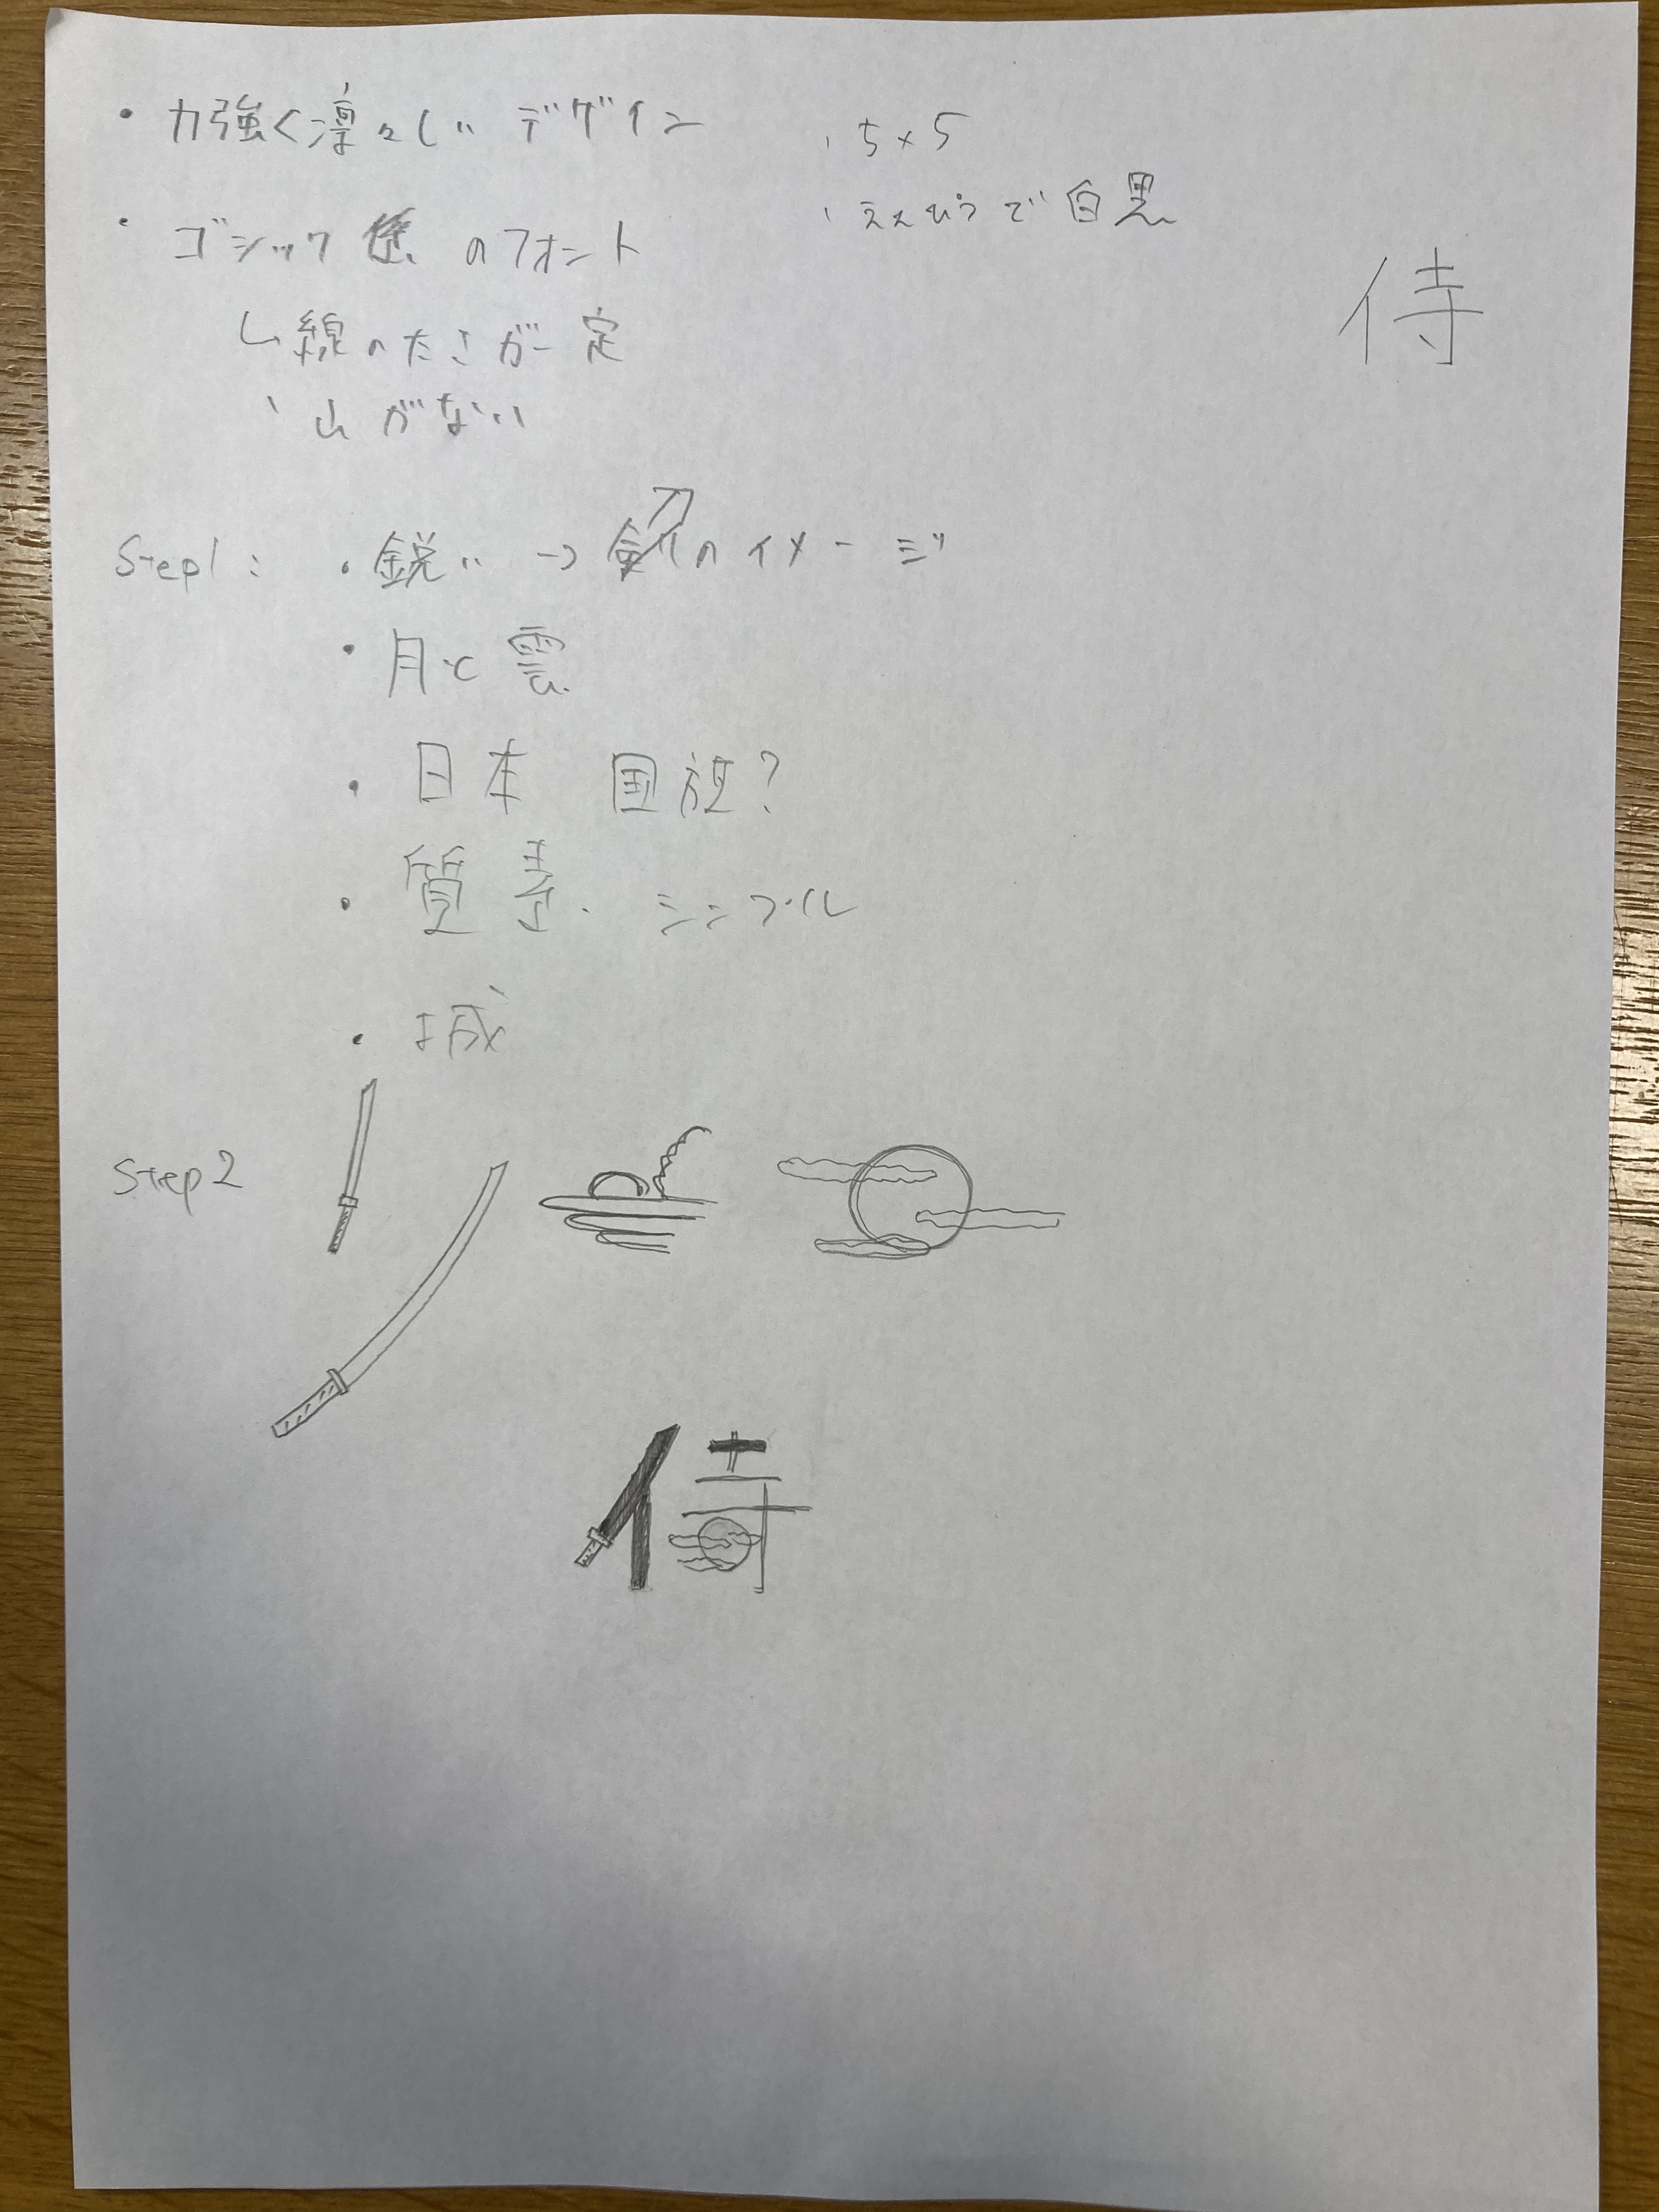 ・力強く凛々しいデザイン
・ゴシック系のフォント
↳線の太さが一定
、山がない
、5×5
、えんぴつで白黒
侍
Step1: ・鋭い → 刀のイメージ
・月と雲
・日本 国旗?
・質素. シンプル
・城
Step2
侍